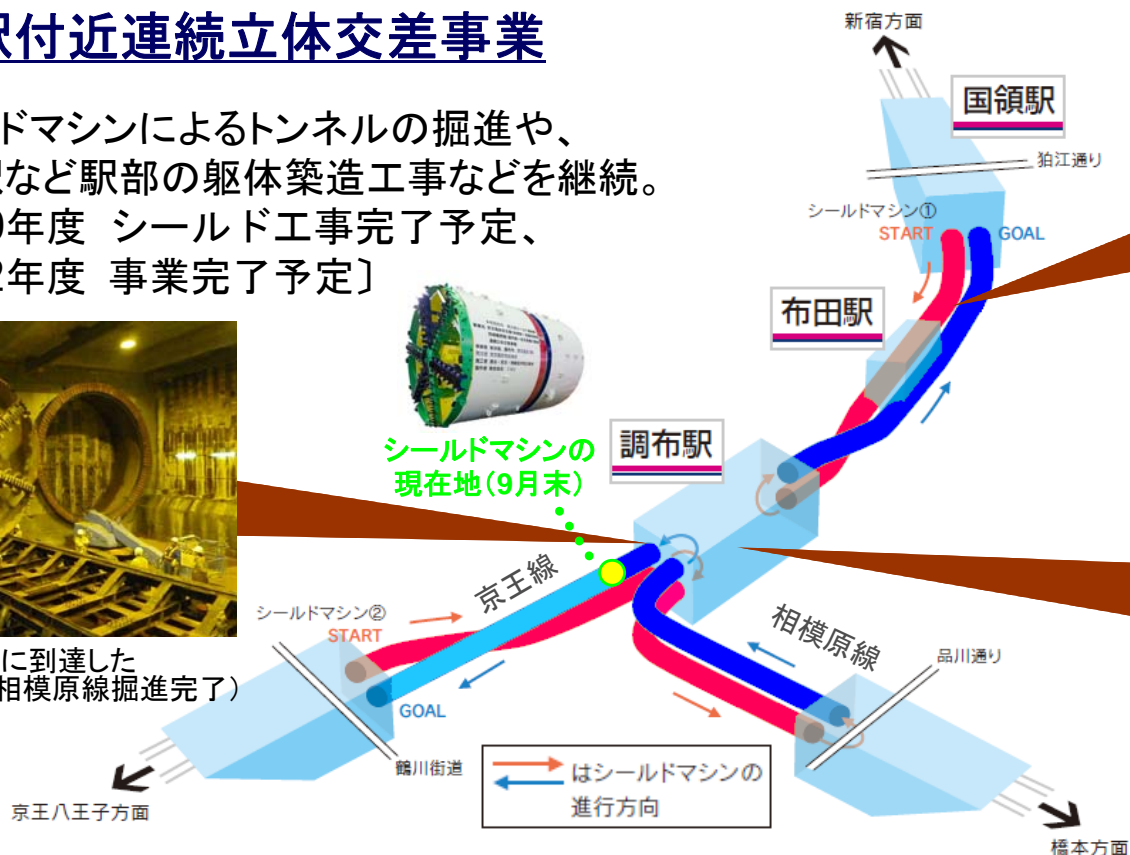 駅付近連続立体交差事業
ドマシンによるトンネルの掘進や、
駅など駅部の躯体築造工事などを継続。
年度 シールド工事完了予定、
2年度 事業完了予定〕
新宿方面
国領駅
狛江通り
シールドマシン①
START
GOAL
布田駅
調布駅
シールドマシンの
現在地(9月末)
京王線
相模原線
シールドマシン②
START
GOAL
に到達した
相模原線掘進完了)
品川通り
鶴川街道
京王八王子方面
はシールドマシンの
進行方向
橋本方面